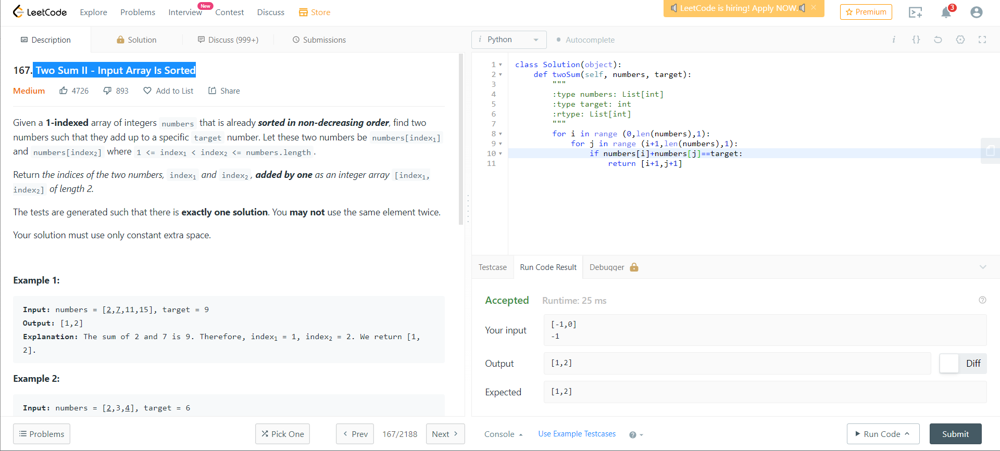 LeetCode Explore Problems Interview New Contest Discuss Store LeetCode is hiring! Apply NOW. × Premium 3
Description Solution Discuss (999+) Submissions
167. Two Sum II - Input Array Is Sorted
Medium 4726 893 Add to List Share
Given a 1-indexed array of integers numbers that is already sorted in non-decreasing order, find two
numbers such that they add up to a specific target number. Let these two numbers be numbers[index₁]
and numbers[index₂] where 1 <= index₁ < index₂ <= numbers.length .
Return the indices of the two numbers, index₁ and index₂ , added by one as an integer array [index₁,
index₂] of length 2.
The tests are generated such that there is exactly one solution. You may not use the same element twice.
Your solution must use only constant extra space.
Example 1:
Input: numbers = [2,7,11,15], target = 9
Output: [1,2]
Explanation: The sum of 2 and 7 is 9. Therefore, index₁ = 1, index₂ = 2. We return [1,
2].
Example 2:
Input: numbers = [2,3,4], target = 6
Problems Pick One Prev 167/2188 Next
i Python Autocomplete i {}
1 class Solution(object):
2 def twoSum(self, numbers, target):
3 """
4 :type numbers: List[int]
5 :type target: int
6 :rtype: List[int]
7 """
8 for i in range (0,len(numbers),1):
9 for j in range (i+1,len(numbers),1):
10 if numbers[i]+numbers[j]==target:
11 return [i+1,j+1]
Testcase Run Code Result Debugger
Accepted Runtime: 25 ms ?
Your input
[-1,0]
-1
Output [1,2] Diff
Expected [1,2]
Console Use Example Testcases ? Run Code Submit